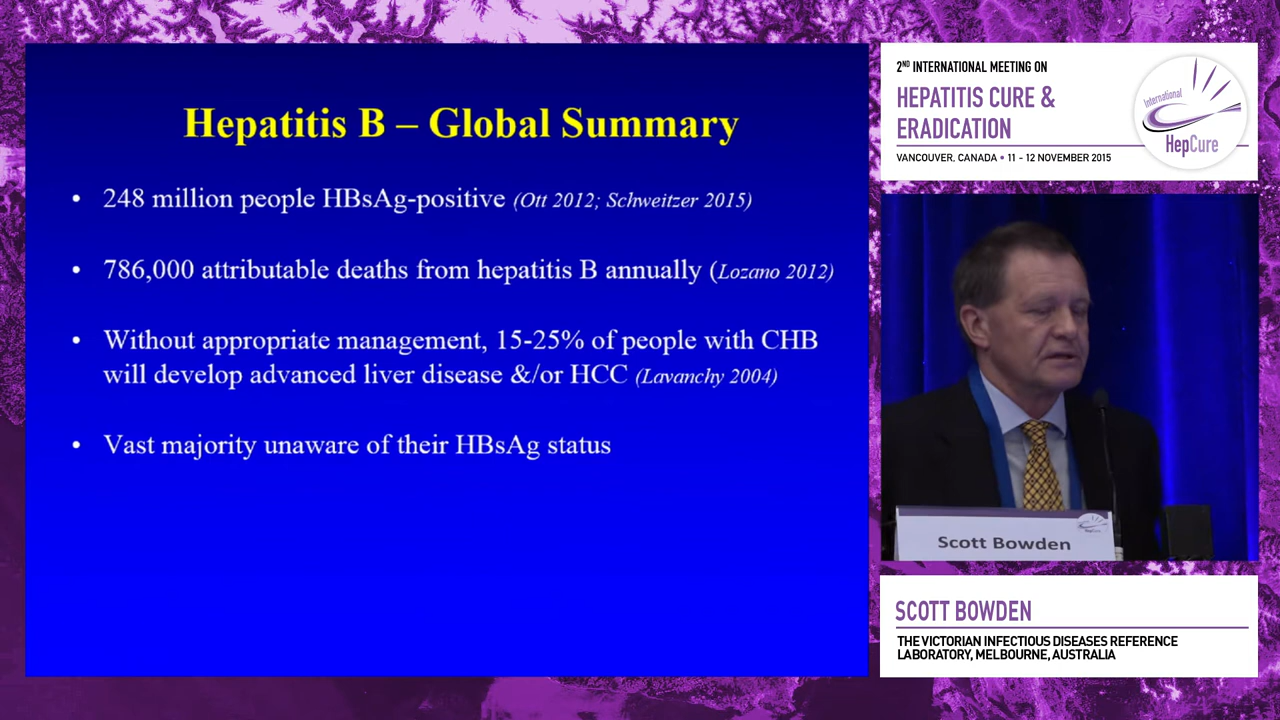 Hepatitis B – Global Summary
• 248 million people HBsAg-positive (Ott 2012; Schweitzer 2015)
• 786,000 attributable deaths from hepatitis B annually (Lozano 2012)
• Without appropriate management, 15-25% of people with CHB
will develop advanced liver disease &/or HCC (Lavanchy 2004)
• Vast majority unaware of their HBsAg status
2ND INTERNATIONAL MEETING ON
HEPATITIS CURE &
ERADICATION
VANCOUVER, CANADA • 11 - 12 NOVEMBER 2015
International
HepCure
Scott Bowden
SCOTT BOWDEN
THE VICTORIAN INFECTIOUS DISEASES REFERENCE
LABORATORY, MELBOURNE, AUSTRALIA